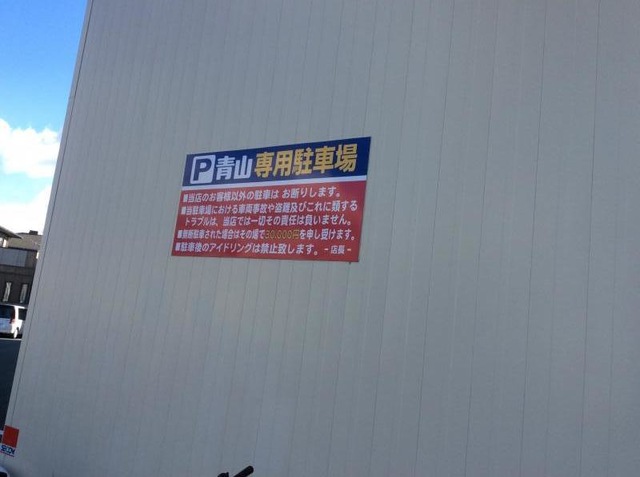 P 青山 専用駐車場
■当店のお客様以外の駐車は お断りします。
■当駐車場における車両事故や盗難及びこれに類する
トラブルは、当店では一切その責任は負いません。
■無断駐車された場合はその場で30,000円を申し受けます。
■駐車後のアイドリングは禁止致します。 - 店長 -